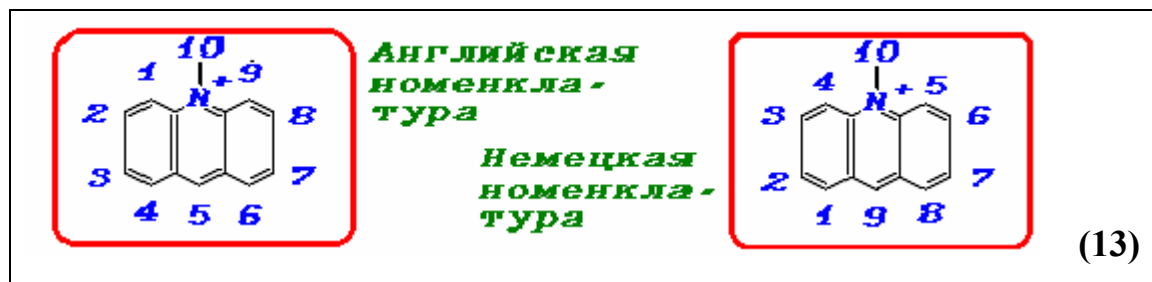 10
1 + 9
N
2 8
3 7
4 5 6
Английская
номенкла-
тура
Немецкая
номенкла-
тура
10
4 + 5
N
3 6
2 7
1 9 8
(13)